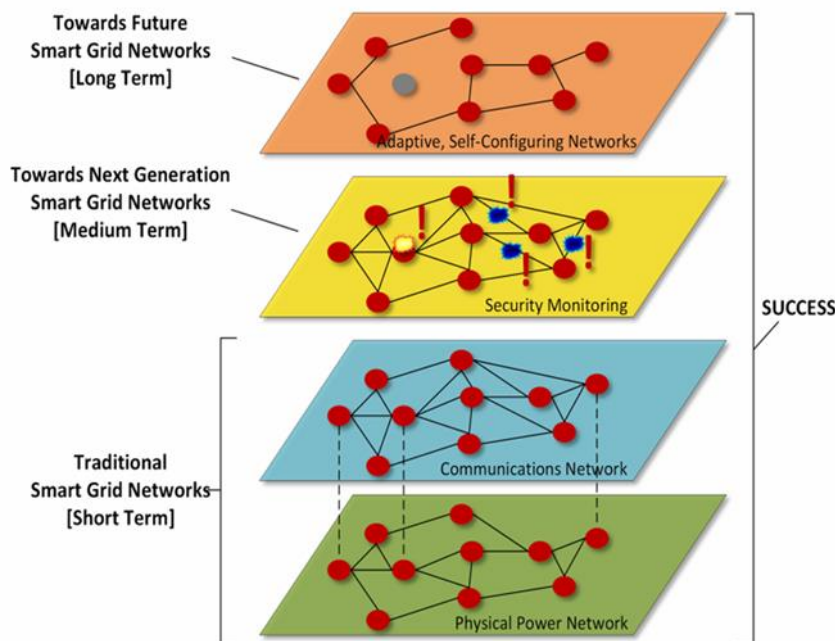 Towards Future
Smart Grid Networks
[Long Term]
Adaptive, Self-Configuring Networks
Towards Next Generation
Smart Grid Networks
[Medium Term]
!
!
!
!
Security Monitoring
SUCCESS
Traditional
Smart Grid Networks
[Short Term]
Communications Network
Physical Power Network